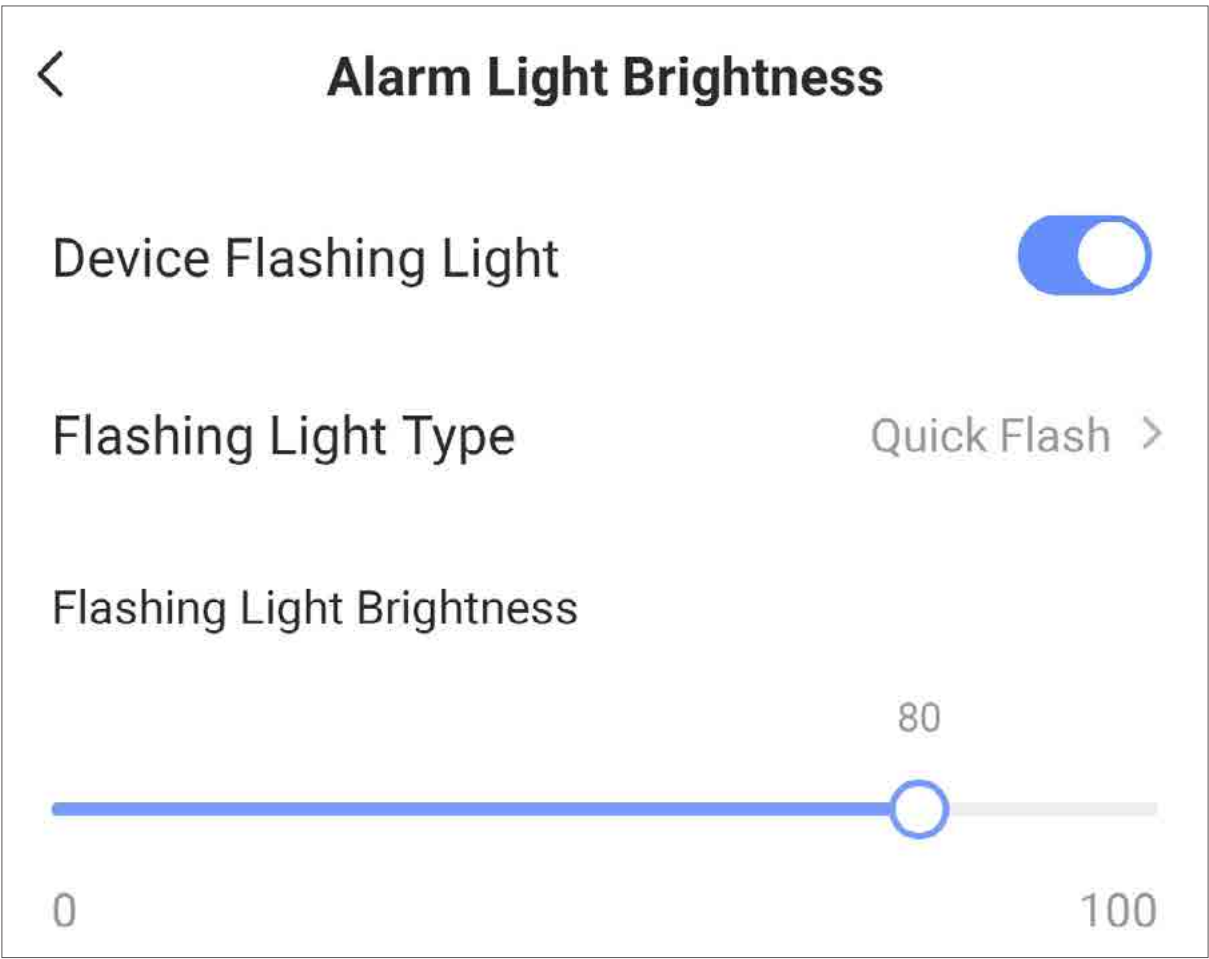 Alarm Light Brightness
Device Flashing Light
Flashing Light Type Quick Flash
Flashing Light Brightness
80
0 100